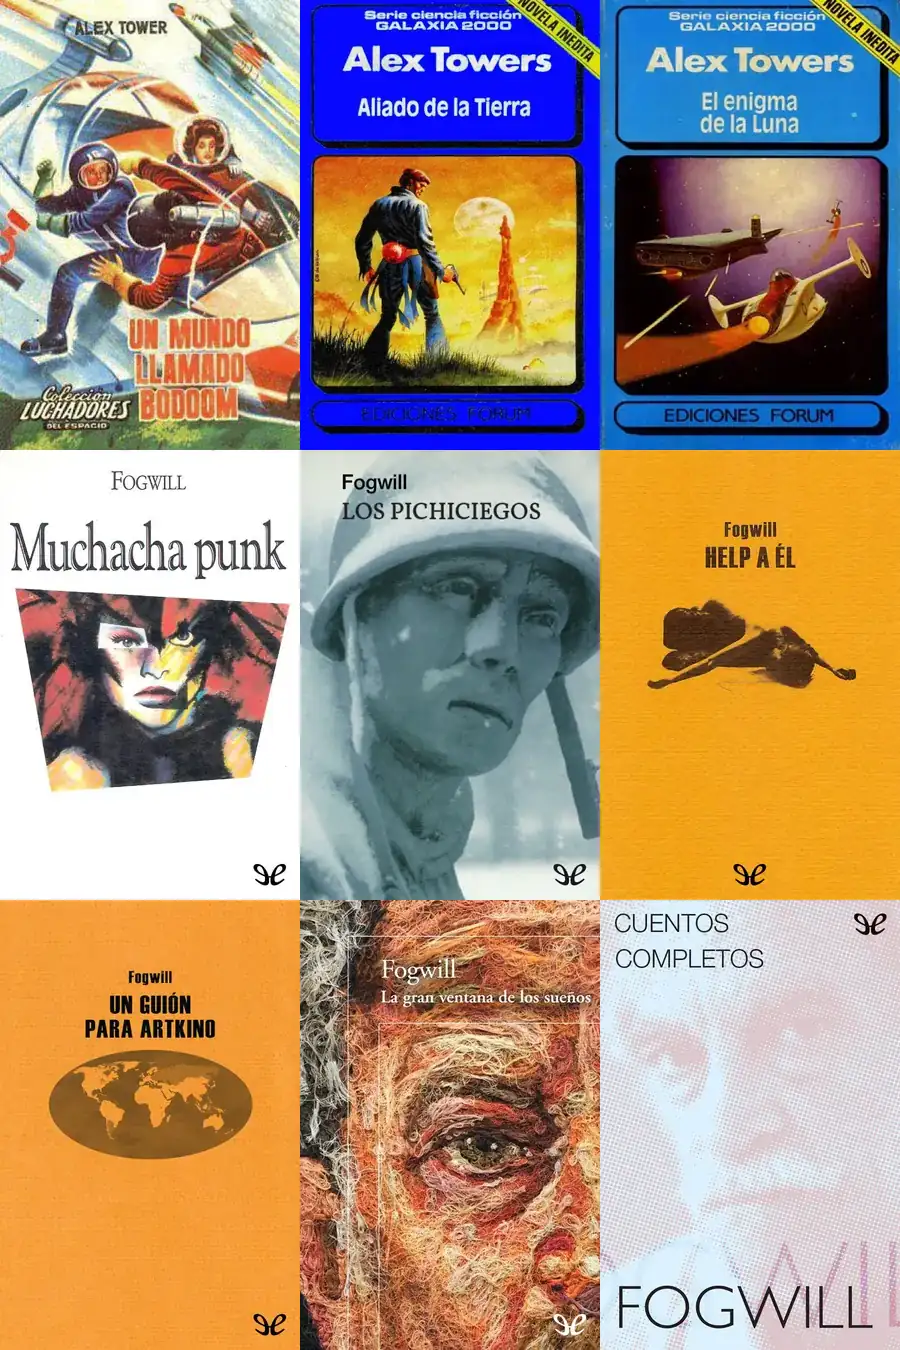 ALEX TOWER
UN MUNDO
LLAMADO
BODOOM
Colección
LUCHADORES
DEL ESPACIO
Serie ciencia ficción
GALAXIA 2000
NOVELA INEDITA
Alex Towers
Aliado de la Tierra
EDICIONES FORUM
Serie ciencia ficción
GALAXIA 2000
NOVELA INEDITA
Alex Towers
El enigma
de la Luna
EDICIONES FORUM
FOGWILL
Muchacha punk
Fogwill
LOS PICHICIEGOS
Fogwill
HELP A ÉL
Fogwill
UN GUIÓN
PARA ARTKINO
Fogwill
La gran ventana de los sueños
CUENTOS
COMPLETOS
FOGWILL